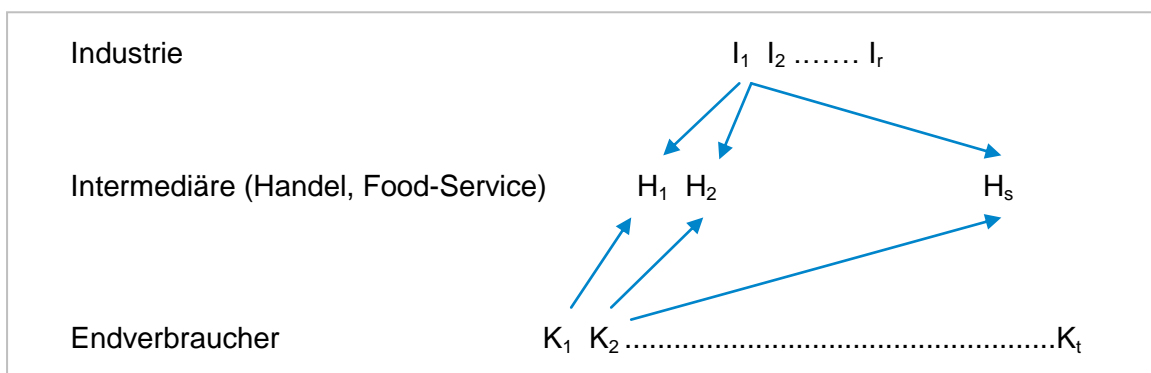 Industrie I₁ I₂ ....... Iᵣ
Intermediäre (Handel, Food-Service) H₁ H₂ Hₛ
Endverbraucher K₁ K₂ ..................................................... Kₜ